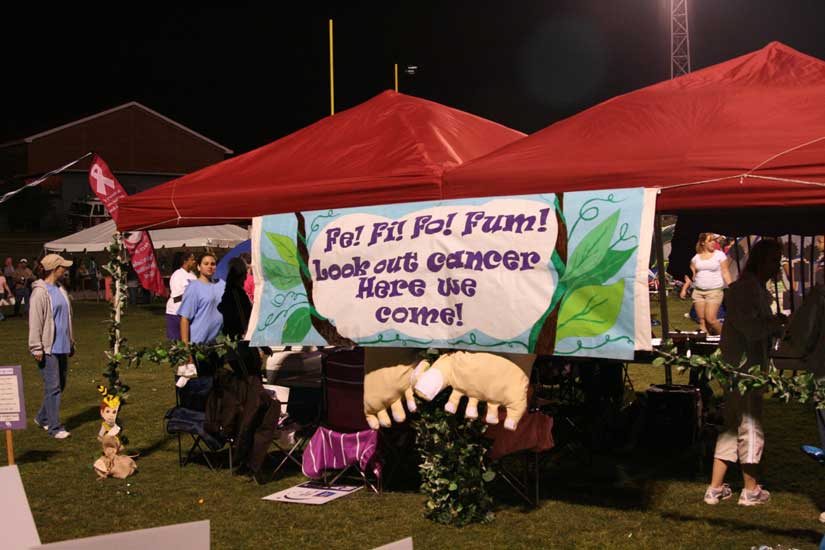 Fe! Fi! Fo! Fum!
Look out cancer
Here we
come!